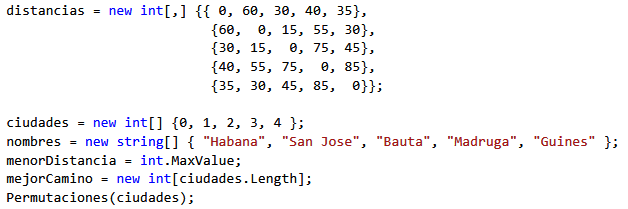 distancias = new int[,] {{ 0, 60, 30, 40, 35},
{60, 0, 15, 55, 30},
{30, 15, 0, 75, 45},
{40, 55, 75, 0, 85},
{35, 30, 45, 85, 0}};
ciudades = new int[] {0, 1, 2, 3, 4 };
nombres = new string[] { "Habana", "San Jose", "Bauta", "Madruga", "Guines" };
menorDistancia = int.MaxValue;
mejorCamino = new int[ciudades.Length];
Permutaciones(ciudades);